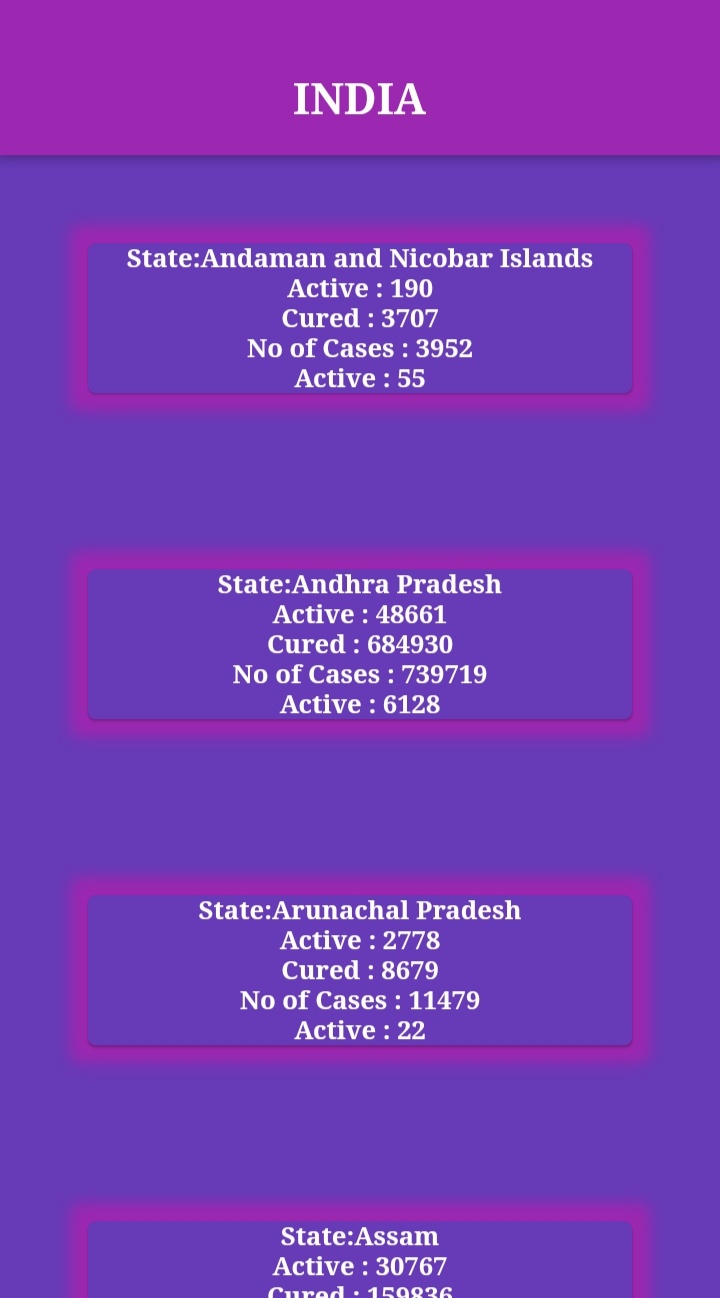 INDIA
State:Andaman and Nicobar Islands
Active : 190
Cured : 3707
No of Cases : 3952
Active : 55
State:Andhra Pradesh
Active : 48661
Cured : 684930
No of Cases : 739719
Active : 6128
State:Arunachal Pradesh
Active : 2778
Cured : 8679
No of Cases : 11479
Active : 22
State:Assam
Active : 30767
Cured : 159836